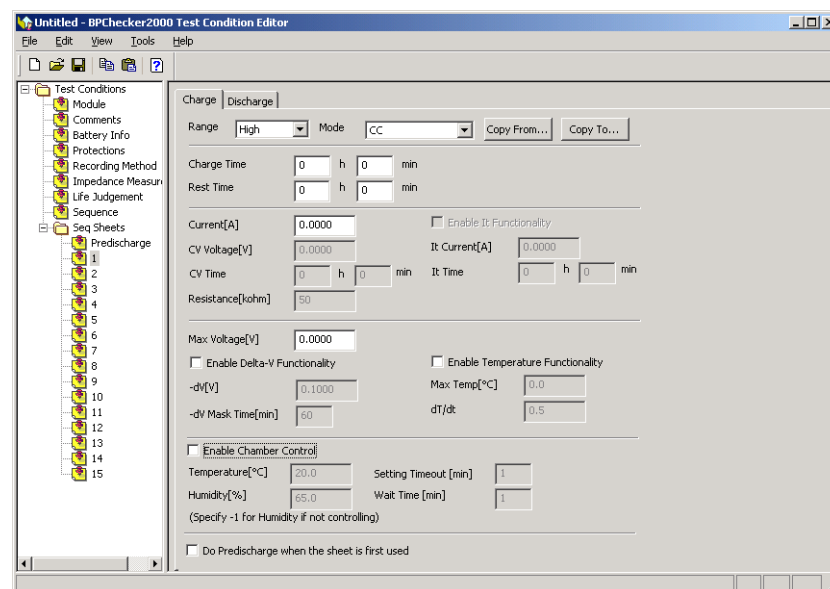 Untitled - BPChecker2000 Test Condition Editor
File Edit View Tools Help
Test Conditions
Module
Comments
Battery Info
Protections
Recording Method
Impedance Measur
Life Judgement
Sequence
Seq Sheets
Predischarge
1
2
3
4
5
6
7
8
9
10
11
12
13
14
15
Charge Discharge
Range High Mode CC Copy From... Copy To...
Charge Time 0 h 0 min
Rest Time 0 h 0 min
Current[A] 0.0000 Enable It Functionality
CV Voltage[V] 0.0000 It Current[A] 0.0000
CV Time 0 h 0 min It Time 0 h 0 min
Resistance[kohm] 50
Max Voltage[V] 0.0000
Enable Delta-V Functionality Enable Temperature Functionality
-dV[V] 0.1000 Max Temp[°C] 0.0
-dV Mask Time[min] 60 dT/dt 0.5
Enable Chamber Control
Temperature[°C] 20.0 Setting Timeout [min] 1
Humidity[%] 65.0 Wait Time [min] 1
(Specify -1 for Humidity if not controlling)
Do Predischarge when the sheet is first used